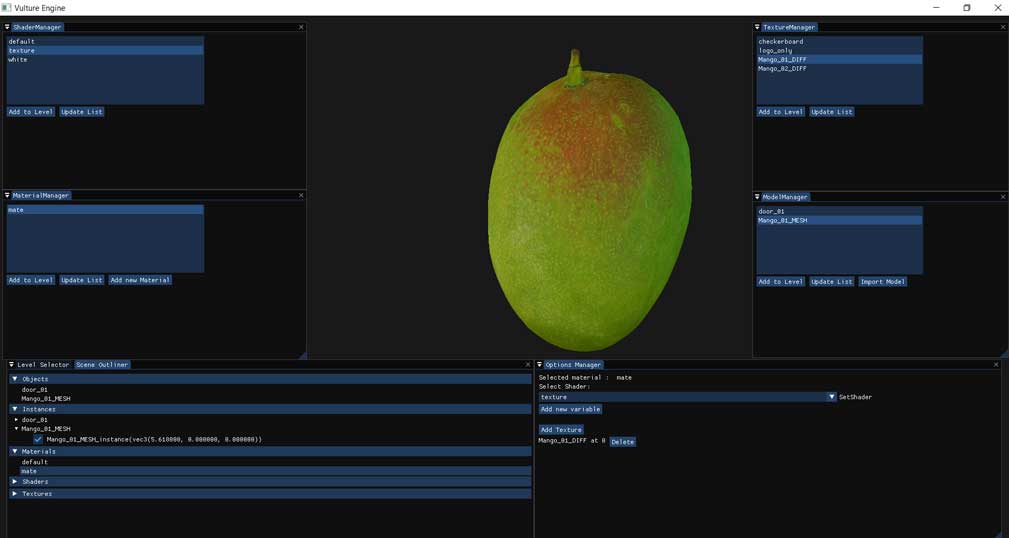 Vulture Engine
ShaderManager
default
texture
white
Add to Level Update List
MaterialManager
mate
Add to Level Update List Add new Material
TextureManager
checkerboard
logo_only
Mango_01_DIFF
Mango_02_DIFF
Add to Level Update List
ModelManager
door_01
Mango_01_MESH
Add to Level Update List Import Model
Level Selector Scene Outliner
Objects
door_01
Mango_01_MESH
Instances
door_01
Mango_01_MESH
Mango_01_MESH_instance(vec3(5.610000, 0.000000, 0.000000))
Materials
default
mate
Shaders
Textures
Options Manager
Selected material : mate
Select Shader:
texture SetShader
Add new variable
Add Texture
Mango_01_DIFF at 0 Delete